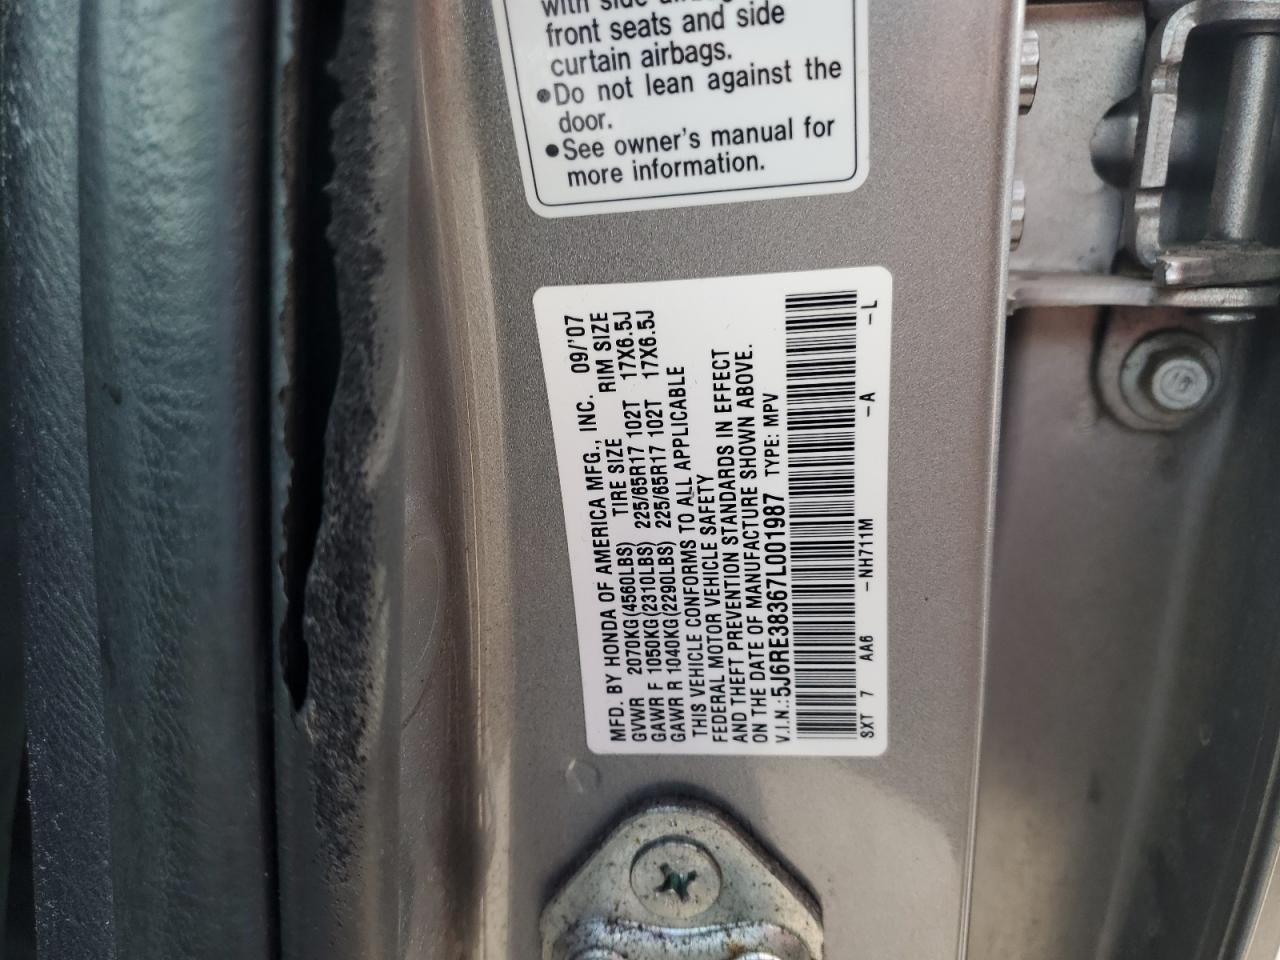 with side
front seats and side
curtain airbags.
●Do not lean against the
door.
●See owner's manual for
more information.
MFD. BY HONDA OF AMERICA MFG., INC. 09/'07
GVWR 2070KG(4560LBS) TIRE SIZE RIM SIZE
GAWR F 1050KG(2310LBS) 225/65R17 102T 17X6.5J
GAWR R 1040KG(2290LBS) 225/65R17 102T 17X6.5J
THIS VEHICLE CONFORMS TO ALL APPLICABLE
FEDERAL MOTOR VEHICLE SAFETY
AND THEFT PREVENTION STANDARDS IN EFFECT
ON THE DATE OF MANUFACTURE SHOWN ABOVE.
V.I.N.:5J6RE38367L001987 TYPE: MPV
SXT 7 AA6 -NH711M -A -L